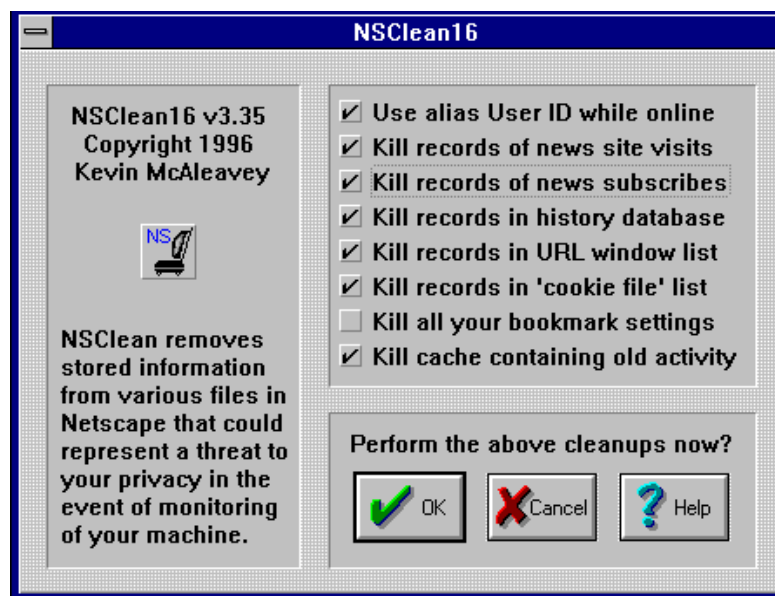 NSClean16
NSClean16 v3.35
Copyright 1996
Kevin McAleavey
NS
NSClean removes
stored information
from various files in
Netscape that could
represent a threat to
your privacy in the
event of monitoring
of your machine.
Use alias User ID while online
Kill records of news site visits
Kill records of news subscribes
Kill records in history database
Kill records in URL window list
Kill records in 'cookie file' list
Kill all your bookmark settings
Kill cache containing old activity
Perform the above cleanups now?
OK
Cancel
Help